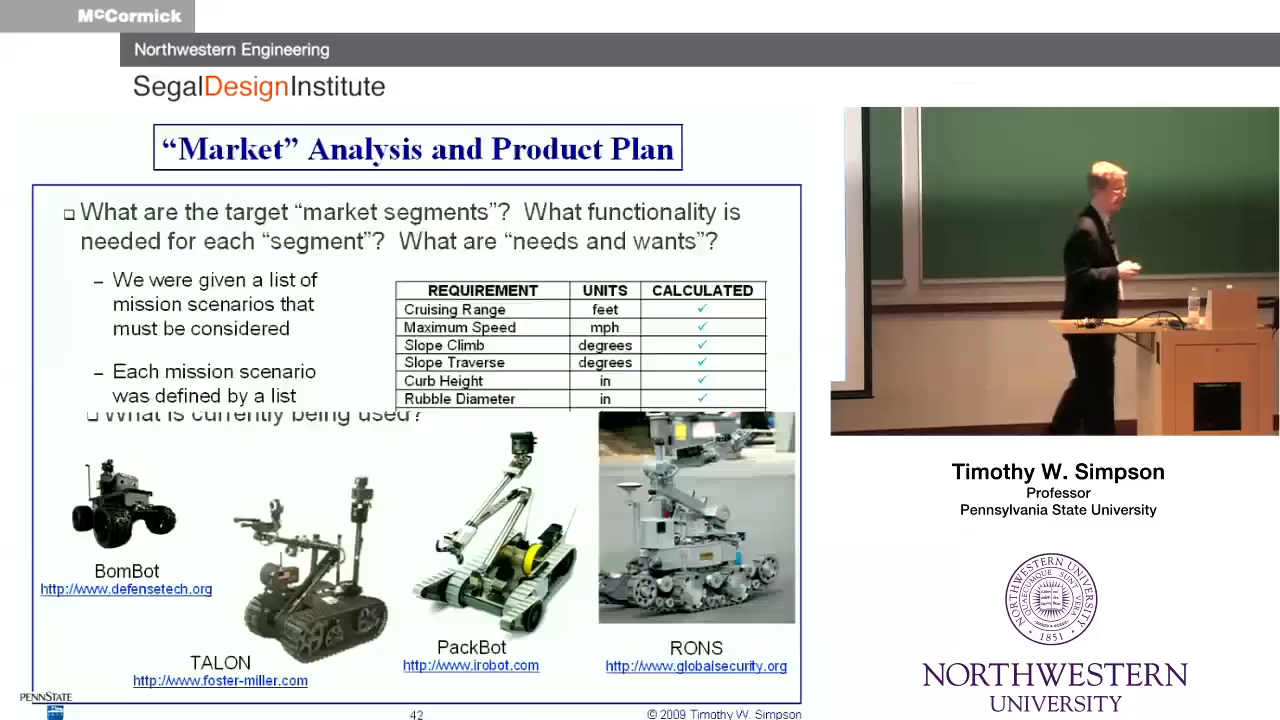 McCormick
Northwestern Engineering
SegalDesignInstitute
“Market” Analysis and Product Plan
What are the target “market segments”? What functionality is
needed for each “segment”? What are “needs and wants”?
– We were given a list of
mission scenarios that
must be considered
– Each mission scenario
was defined by a list
REQUIREMENT UNITS CALCULATED
Cruising Range feet ✓
Maximum Speed mph ✓
Slope Climb degrees ✓
Slope Traverse degrees ✓
Curb Height in ✓
Rubble Diameter in ✓
What is currently being used?
BomBot
http://www.defensetech.org
TALON
http://www.foster-miller.com
PackBot
http://www.irobot.com
RONS
http://www.globalsecurity.org
PENNSTATE
42
© 2009 Timothy W. Simpson
Timothy W. Simpson
Professor
Pennsylvania State University
NORTHWESTERN UNIVERSITY
1851
NORTHWESTERN
UNIVERSITY